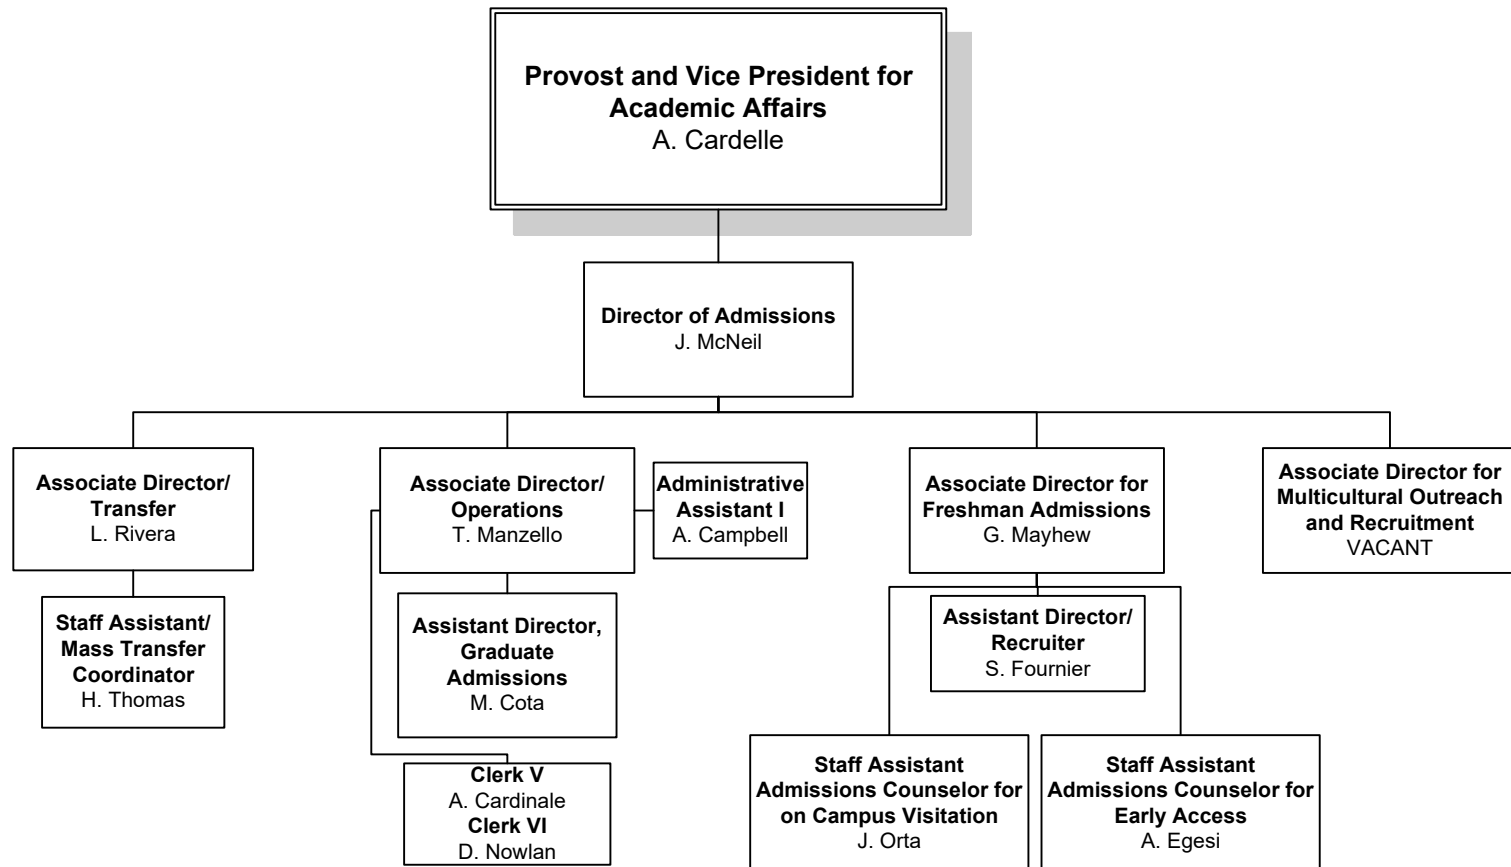 Provost and Vice President for
Academic Affairs
A. Cardelle
Director of Admissions
J. McNeil
Associate Director/
Transfer
L. Rivera
Associate Director/
Operations
T. Manzello
Administrative
Assistant I
A. Campbell
Associate Director for
Freshman Admissions
G. Mayhew
Associate Director for
Multicultural Outreach
and Recruitment
VACANT
Staff Assistant/
Mass Transfer
Coordinator
H. Thomas
Assistant Director,
Graduate
Admissions
M. Cota
Assistant Director/
Recruiter
S. Fournier
Clerk V
A. Cardinale
Clerk VI
D. Nowlan
Staff Assistant
Admissions Counselor for
on Campus Visitation
J. Orta
Staff Assistant
Admissions Counselor for
Early Access
A. Egesi